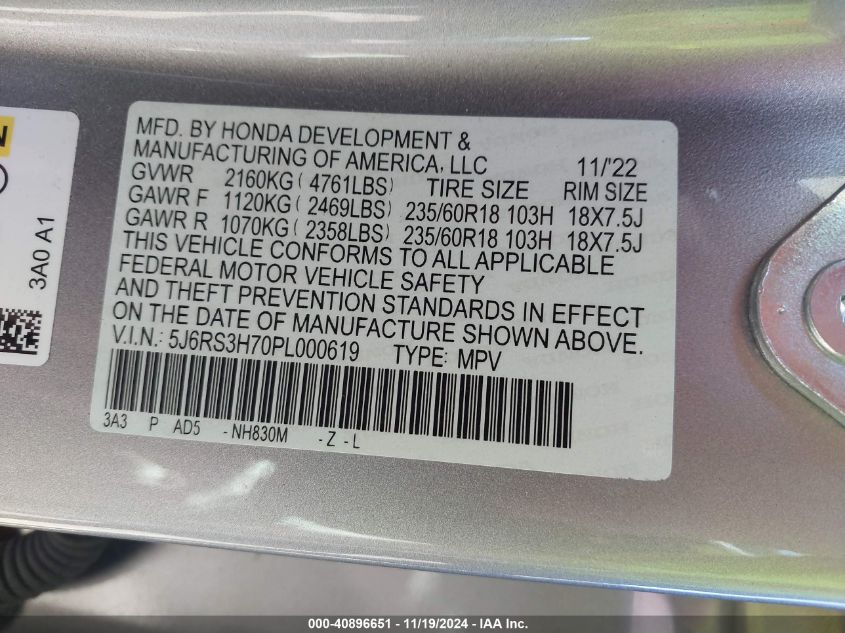 N
3A0 A1
MFD. BY HONDA DEVELOPMENT &
MANUFACTURING OF AMERICA, LLC 11/'22
GVWR 2160KG ( 4761LBS) TIRE SIZE RIM SIZE
GAWR F 1120KG ( 2469LBS) 235/60R18 103H 18X7.5J
GAWR R 1070KG ( 2358LBS) 235/60R18 103H 18X7.5J
THIS VEHICLE CONFORMS TO ALL APPLICABLE
FEDERAL MOTOR VEHICLE SAFETY
AND THEFT PREVENTION STANDARDS IN EFFECT
ON THE DATE OF MANUFACTURE SHOWN ABOVE.
V.I.N.: 5J6RS3H70PL000619 TYPE: MPV
3A3 P AD5 -NH830M -Z-L
000-40896651 - 11/19/2024 - IAA Inc.